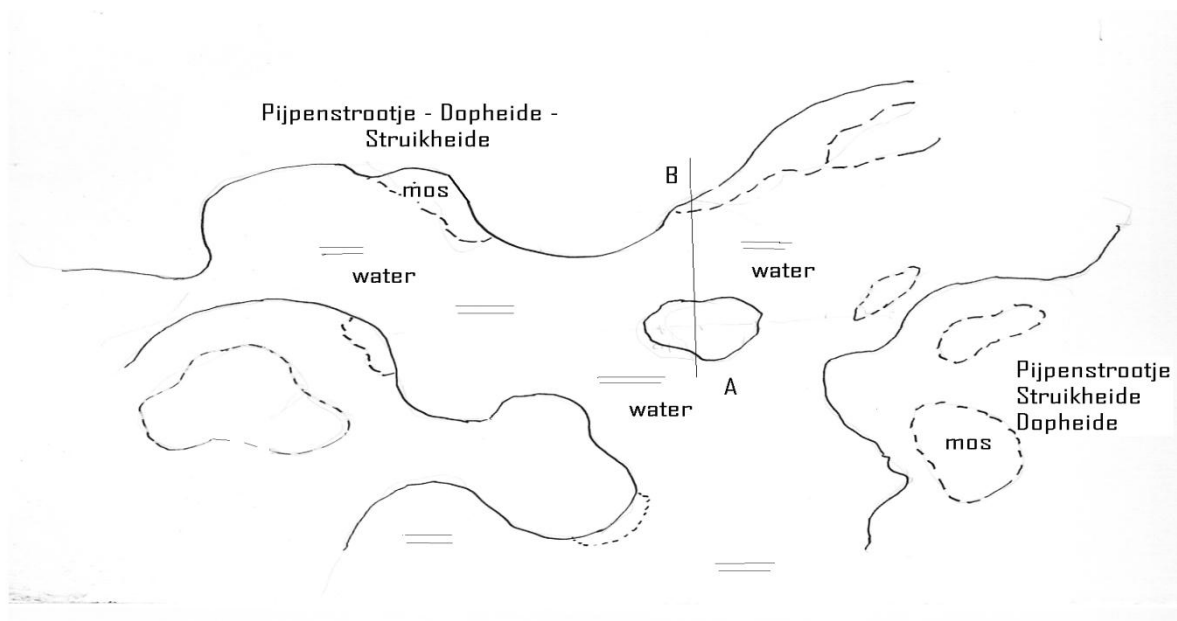 Pijpenstrootje - Dopheide -
Struikheide
B
mos
water
water
A
water
Pijpenstrootje
Struikheide
Dopheide
mos